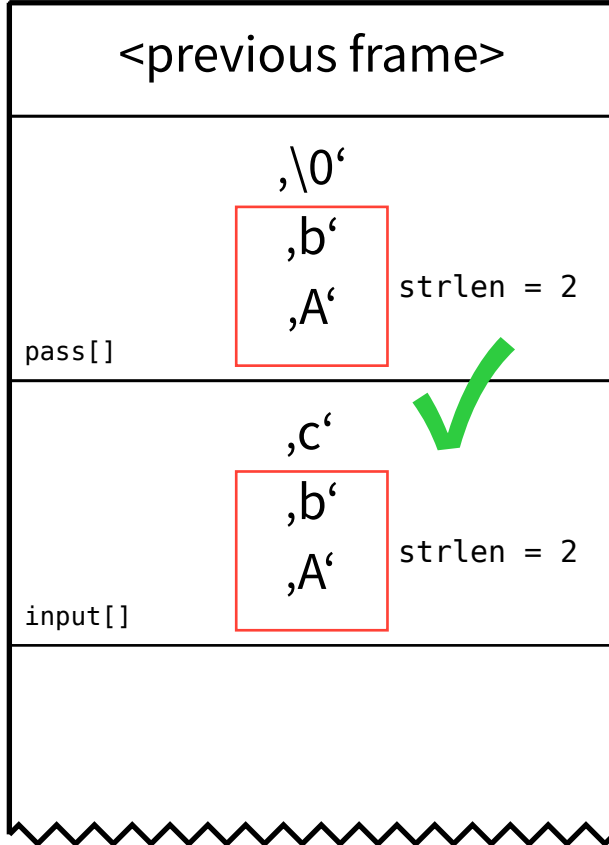 <previous frame>
‚\0‘
‚b‘
‚A‘
strlen = 2
pass[]
‚c‘
‚b‘
‚A‘
strlen = 2
input[]